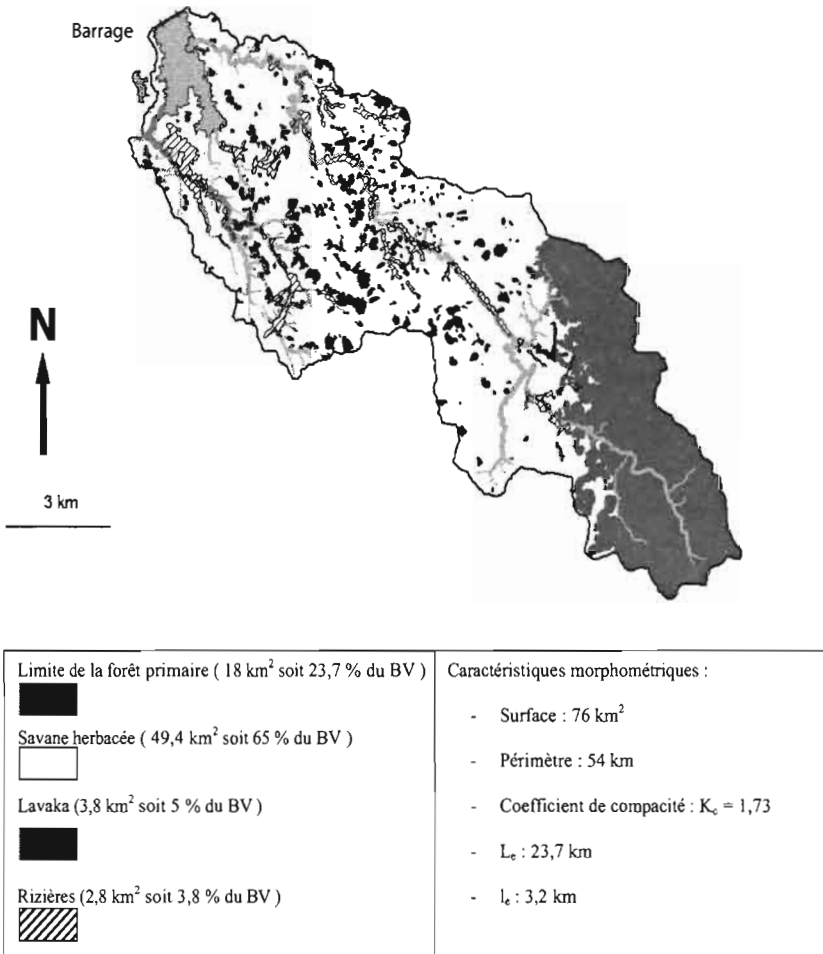 Barrage
N
3 km
Limite de la forêt primaire ( 18 km² soit 23,7 % du BV )
Savane herbacée ( 49,4 km² soit 65 % du BV )
Lavaka (3,8 km² soit 5 % du BV )
Rizières (2,8 km² soit 3,8 % du BV )
Caractéristiques morphométriques :
- Surface : 76 km²
- Périmètre : 54 km
- Coefficient de compacité : Kc = 1,73
- Le : 23,7 km
- le : 3,2 km